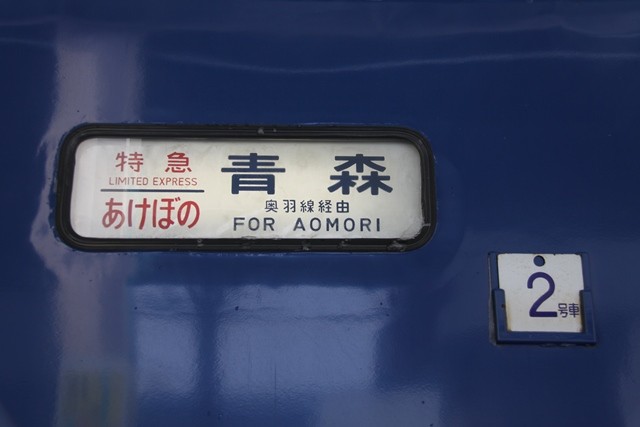 特急
LIMITED EXPRESS
あけぼの
青森
奥羽線経由
FOR AOMORI
2号車